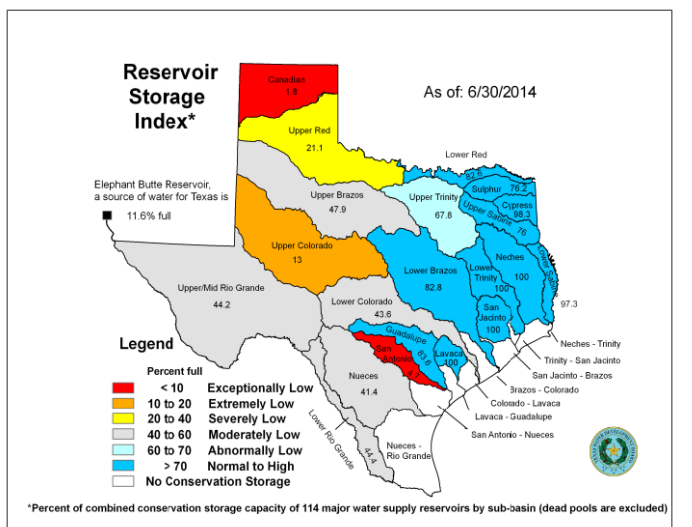 Reservoir
Storage
Index*
As of: 6/30/2014
Canadian
1.8
Upper Red
21.1
Lower Red
82.6
Sulphur 76.2
Cypress
98.3
Upper Sabine 76
Elephant Butte Reservoir,
a source of water for Texas is
11.6% full
Upper Brazos
47.9
Upper Trinity
67.8
Upper Colorado
13
Lower Brazos
82.8
Lower
Trinity
100
Neches
100
Lower Sabine
97.3
Upper/Mid Rio Grande
44.2
Lower Colorado
43.6
San
Jacinto
100
Guadalupe
83.6
San
Antonio
Lavaca
100
Nueces
41.4
Lower Rio Grande
44.4
Neches - Trinity
Trinity - San Jacinto
San Jacinto - Brazos
Brazos - Colorado
Colorado - Lavaca
Lavaca - Guadalupe
San Antonio - Nueces
Nueces -
Rio Grande
Legend
Percent full
< 10 Exceptionally Low
10 to 20 Extremely Low
20 to 40 Severely Low
40 to 60 Moderately Low
60 to 70 Abnormally Low
> 70 Normal to High
No Conservation Storage
*Percent of combined conservation storage capacity of 114 major water supply reservoirs by sub-basin (dead pools are excluded)